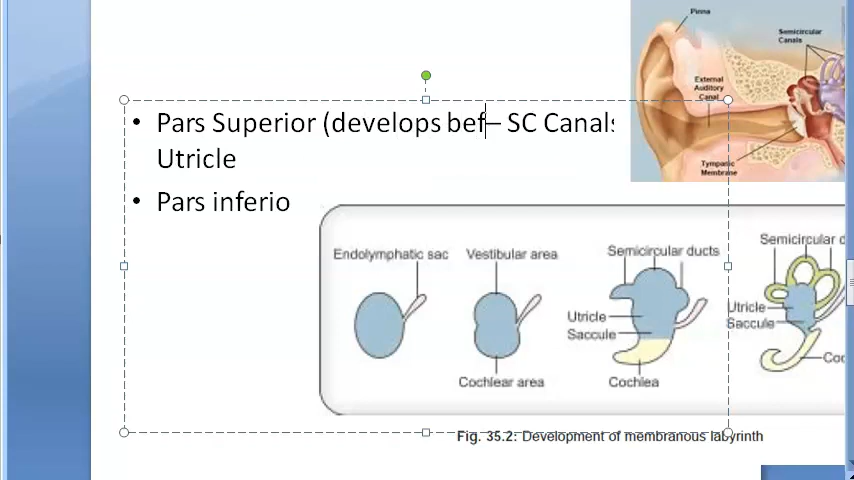 Pinna
Semicircular
Canals
External
Auditory
Canal
• Pars Superior (develops bef– SC Canals
Utricle
Tympanic
Membrane
• Pars inferio
Endolymphatic sac
Vestibular area
Semicircular ducts
Semicircular d
Utricle
Saccule
Utricle
Saccule
Cochlear area
Cochlea
Coc
Fig. 35.2: Development of membranous labyrinth